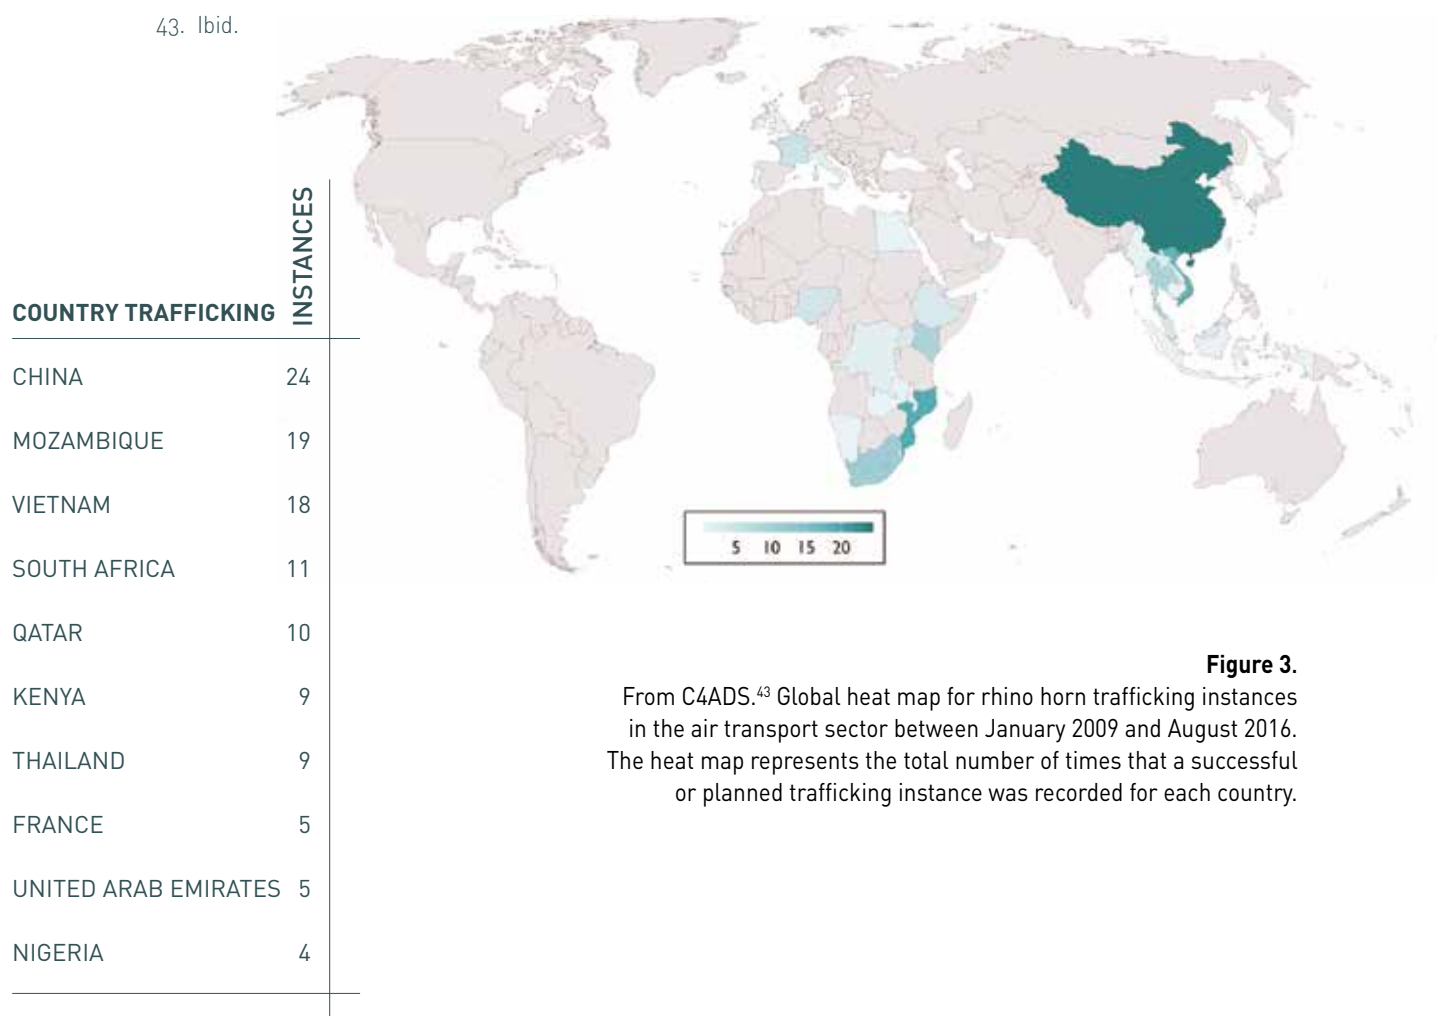 43. Ibid.
COUNTRY TRAFFICKING INSTANCES
CHINA 24
MOZAMBIQUE 19
VIETNAM 18
SOUTH AFRICA 11
QATAR 10
KENYA 9
THAILAND 9
FRANCE 5
UNITED ARAB EMIRATES 5
NIGERIA 4
5 10 15 20
Figure 3.
From C4ADS.⁴³ Global heat map for rhino horn trafficking instances
in the air transport sector between January 2009 and August 2016.
The heat map represents the total number of times that a successful
or planned trafficking instance was recorded for each country.